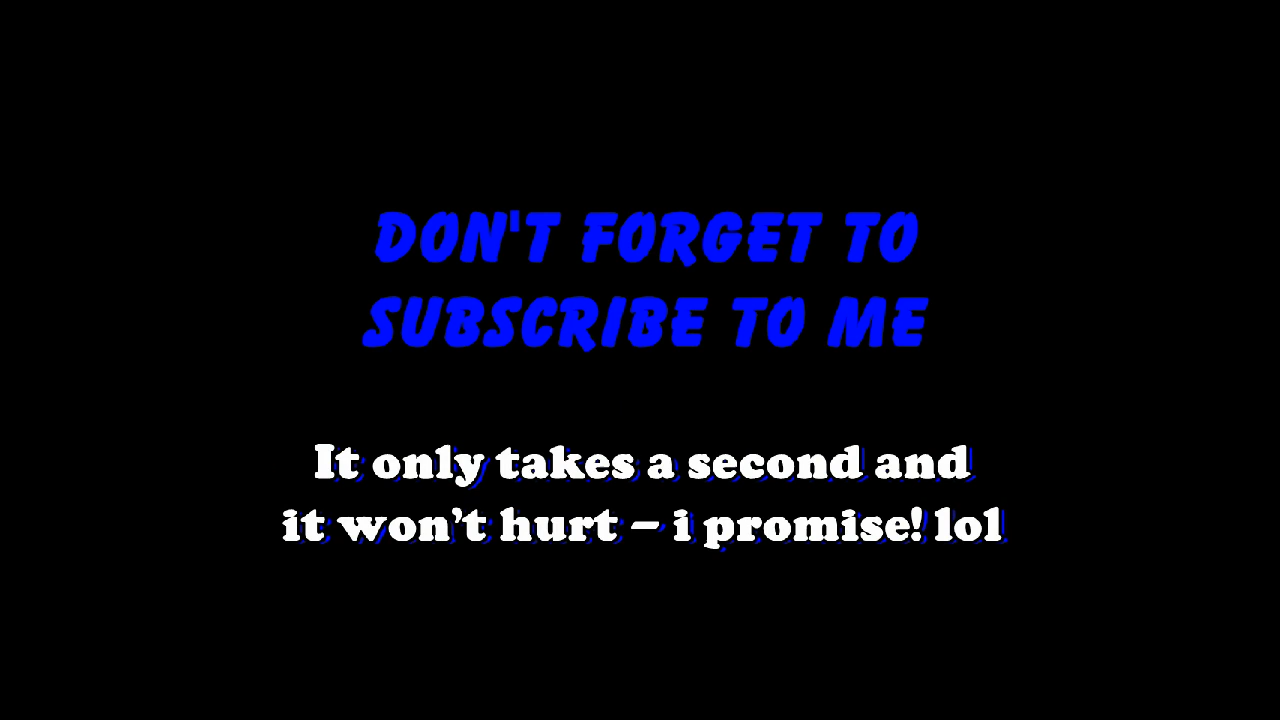 DON'T FORGET TO
SUBSCRIBE TO ME
It only takes a second and
it won’t hurt – i promise! lol